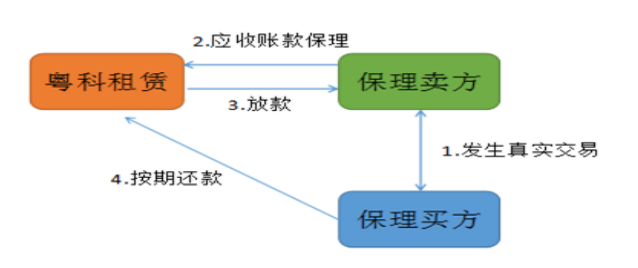 2.应收账款保理
粤科租赁
保理卖方
3.放款
1.发生真实交易
4.按期还款
保理买方